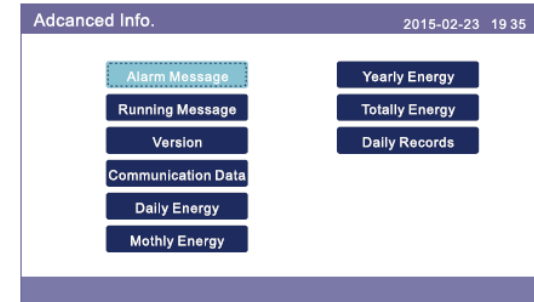 Adcanced Info.
2015-02-23 19 35
Alarm Message
Running Message
Version
Communication Data
Daily Energy
Mothly Energy
Yearly Energy
Totally Energy
Daily Records